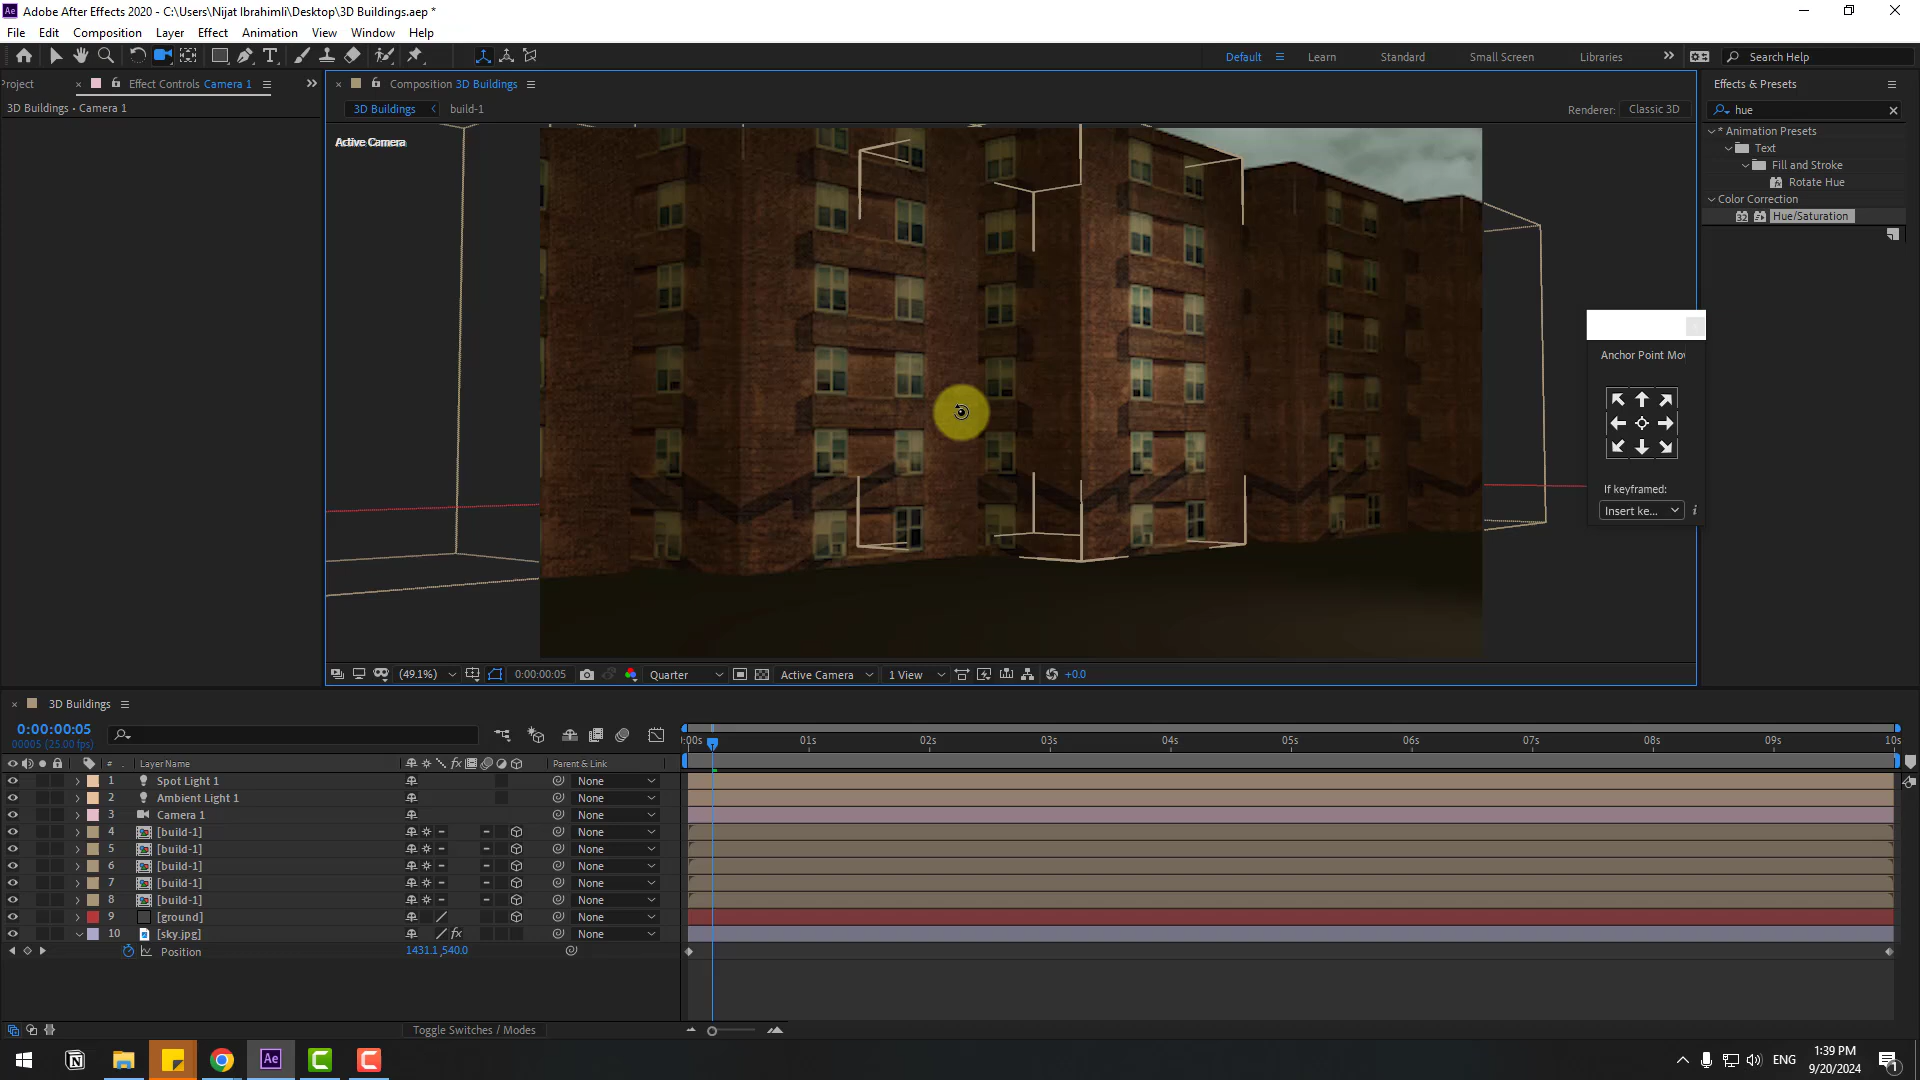 Adobe After Effects 2020 - C:\Users\Nijat Ibrahimli\Desktop\3D Buildings.aep *
File Edit Composition Layer Effect Animation View Window Help
Default Learn Standard Small Screen Libraries Search Help
Project Effect Controls Camera 1
3D Buildings • Camera 1
Composition 3D Buildings
3D Buildings build-1
Renderer: Classic 3D
Active Camera
Effects & Presets
hue
* Animation Presets
Text
Fill and Stroke
Rotate Hue
Color Correction
Hue/Saturation
Anchor Point Mov
If keyframed:
Insert ke...
(49.1%) 0:00:00:05 Quarter Active Camera 1 View +0.0
3D Buildings
0:00:00:05
00005 (25.00 fps)
:00s 01s 02s 03s 04s 05s 06s 07s 08s 09s 10s
# . Layer Name Parent & Link
1 Spot Light 1 None
2 Ambient Light 1 None
3 Camera 1 None
4 [build-1] None
5 [build-1] None
6 [build-1] None
7 [build-1] None
8 [build-1] None
9 [ground] None
10 [sky.jpg] None
Position 1431.1,540.0
Toggle Switches / Modes
ENG
1:39 PM
9/20/2024
1